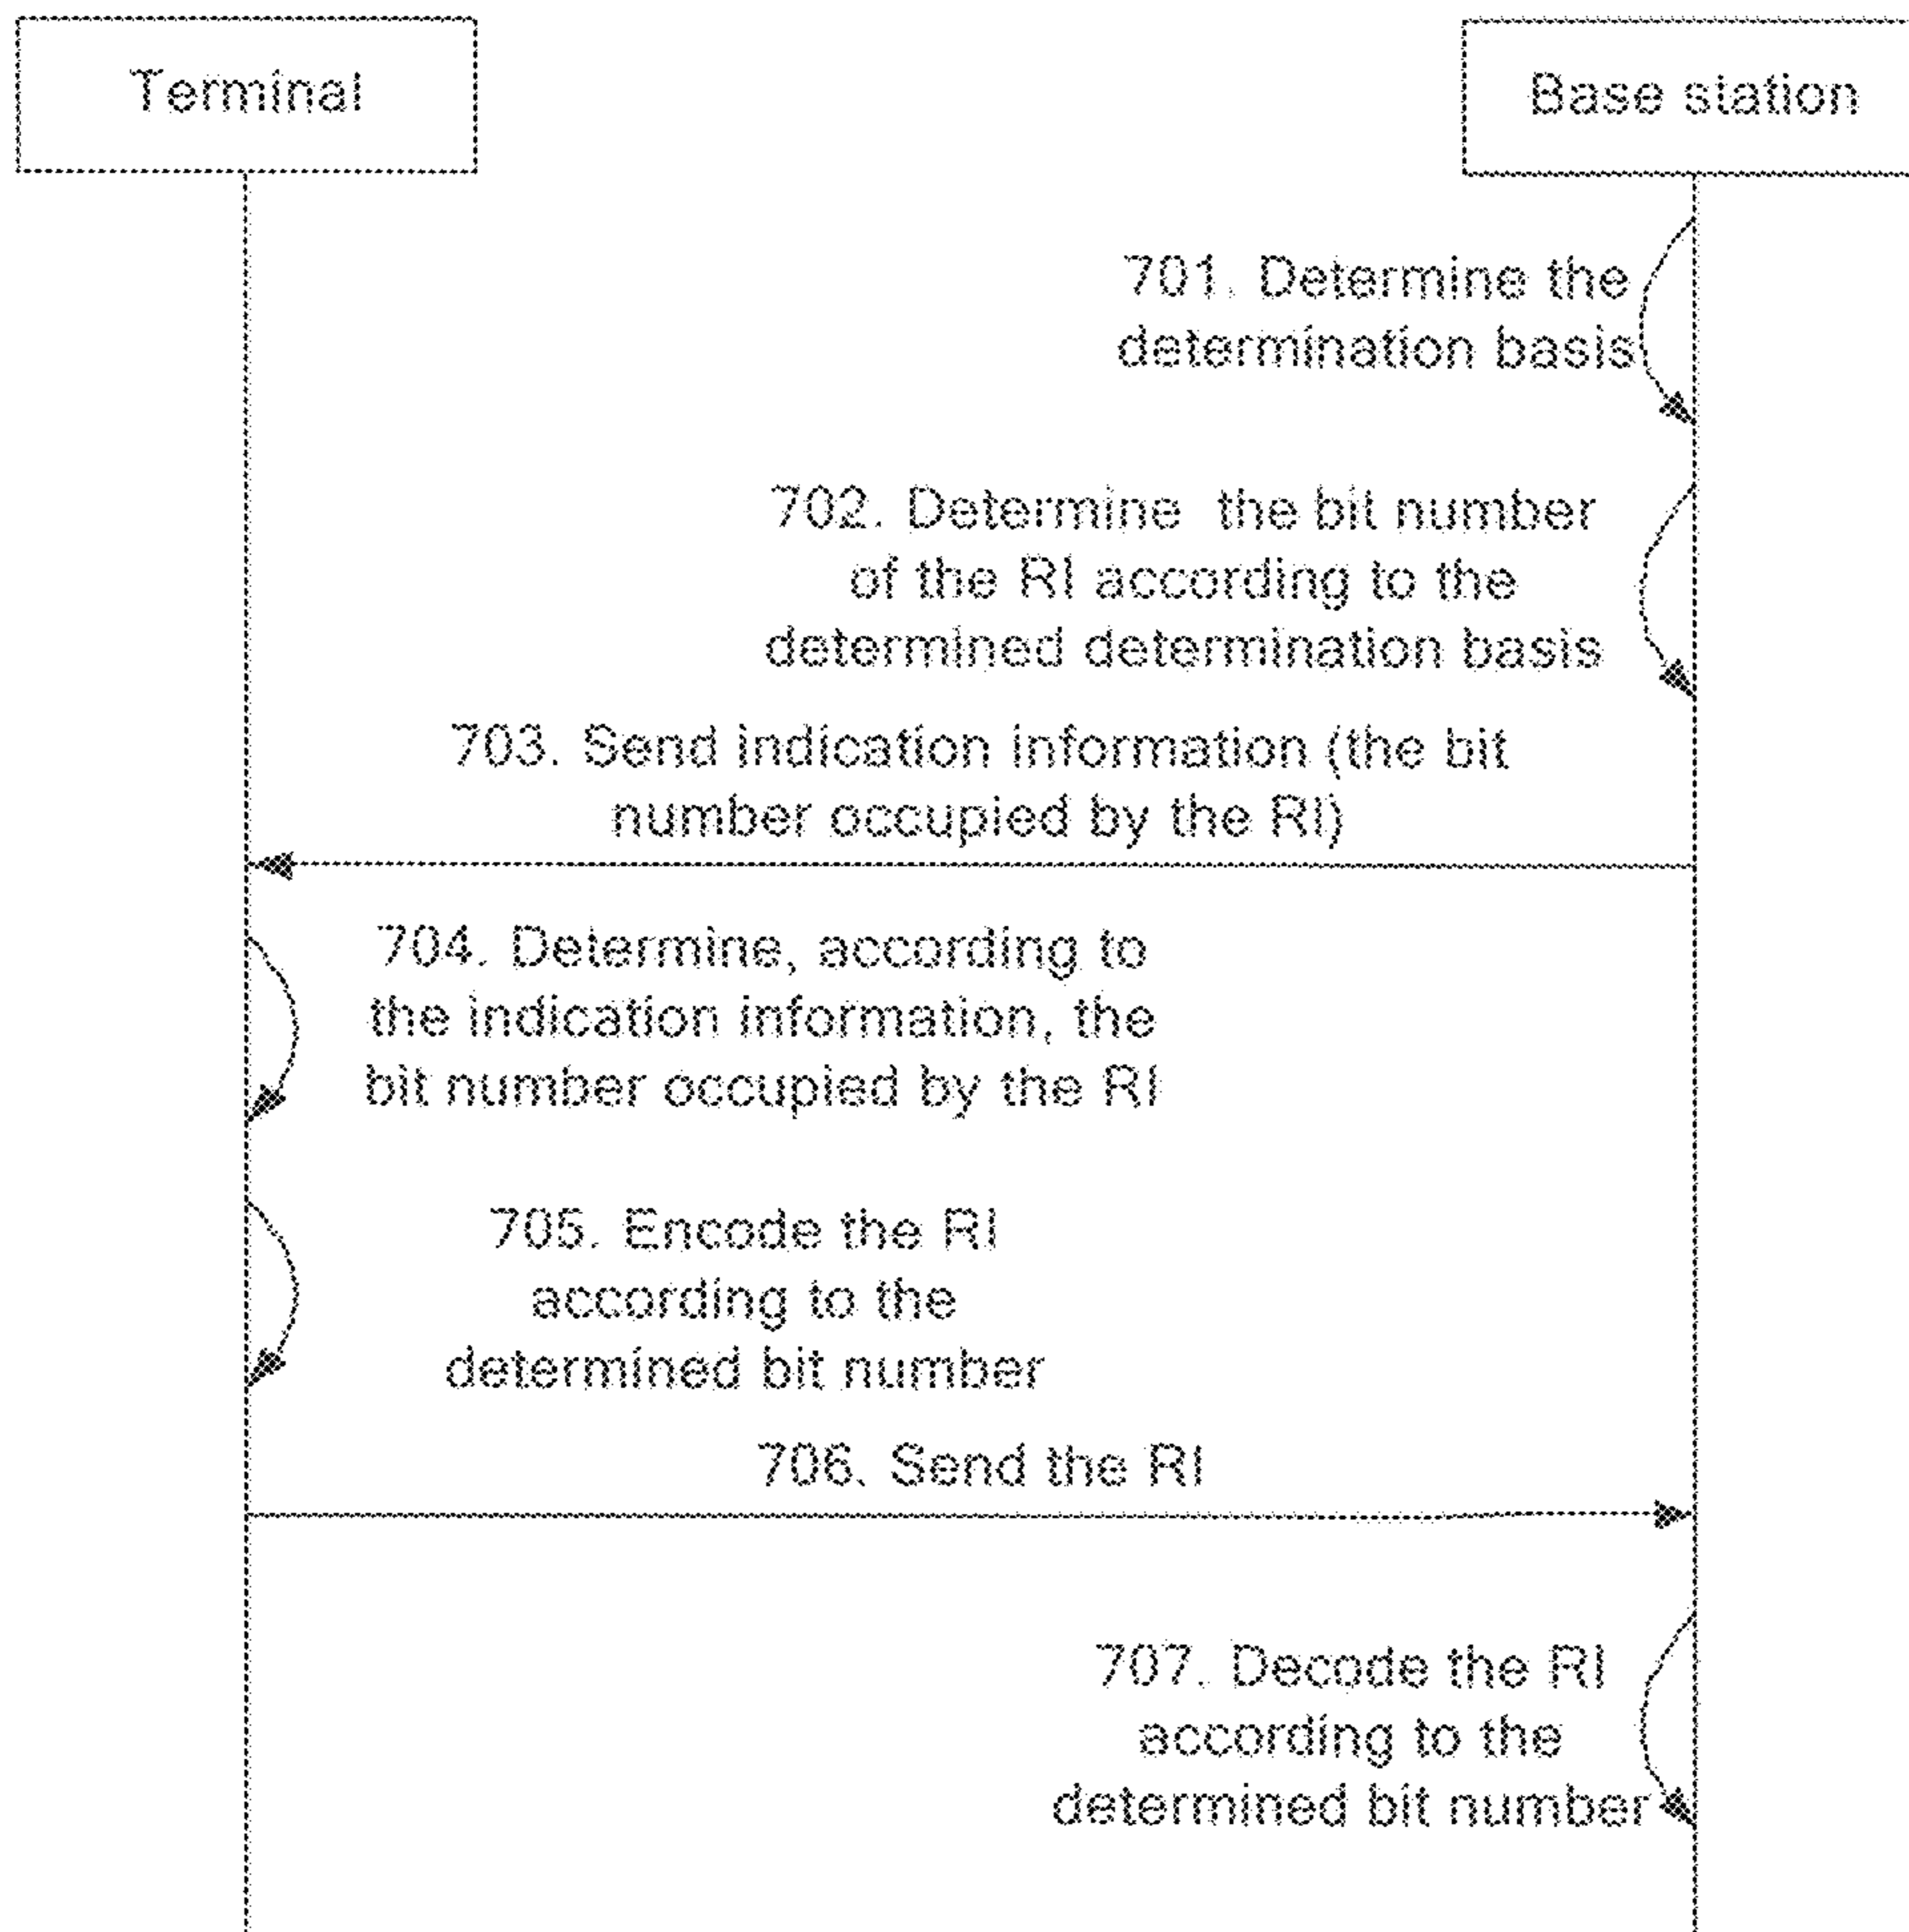 Terminal
Base station
701. Determine the
determination basis
702. Determine the bit number
of the RI according to the
determined determination basis
703. Send indication information (the bit
number occupied by the RI)
704. Determine, according to
the indication information, the
bit number occupied by the RI
705. Encode the RI
according to the
determined bit number
706. Send the RI
707. Decode the RI
according to the
determined bit number